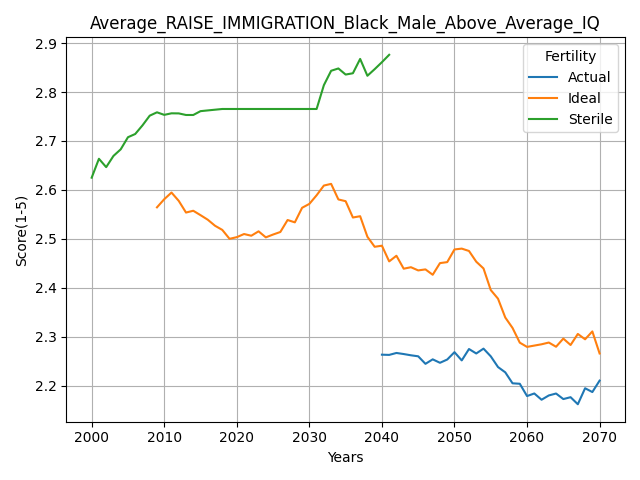 Average_RAISE_IMMIGRATION_Black_Male_Above_Average_IQ
Score(1-5)
2.9
2.8
2.7
2.6
2.5
2.4
2.3
2.2
Fertility
Actual
Ideal
Sterile
2000 2010 2020 2030 2040 2050 2060 2070
Years